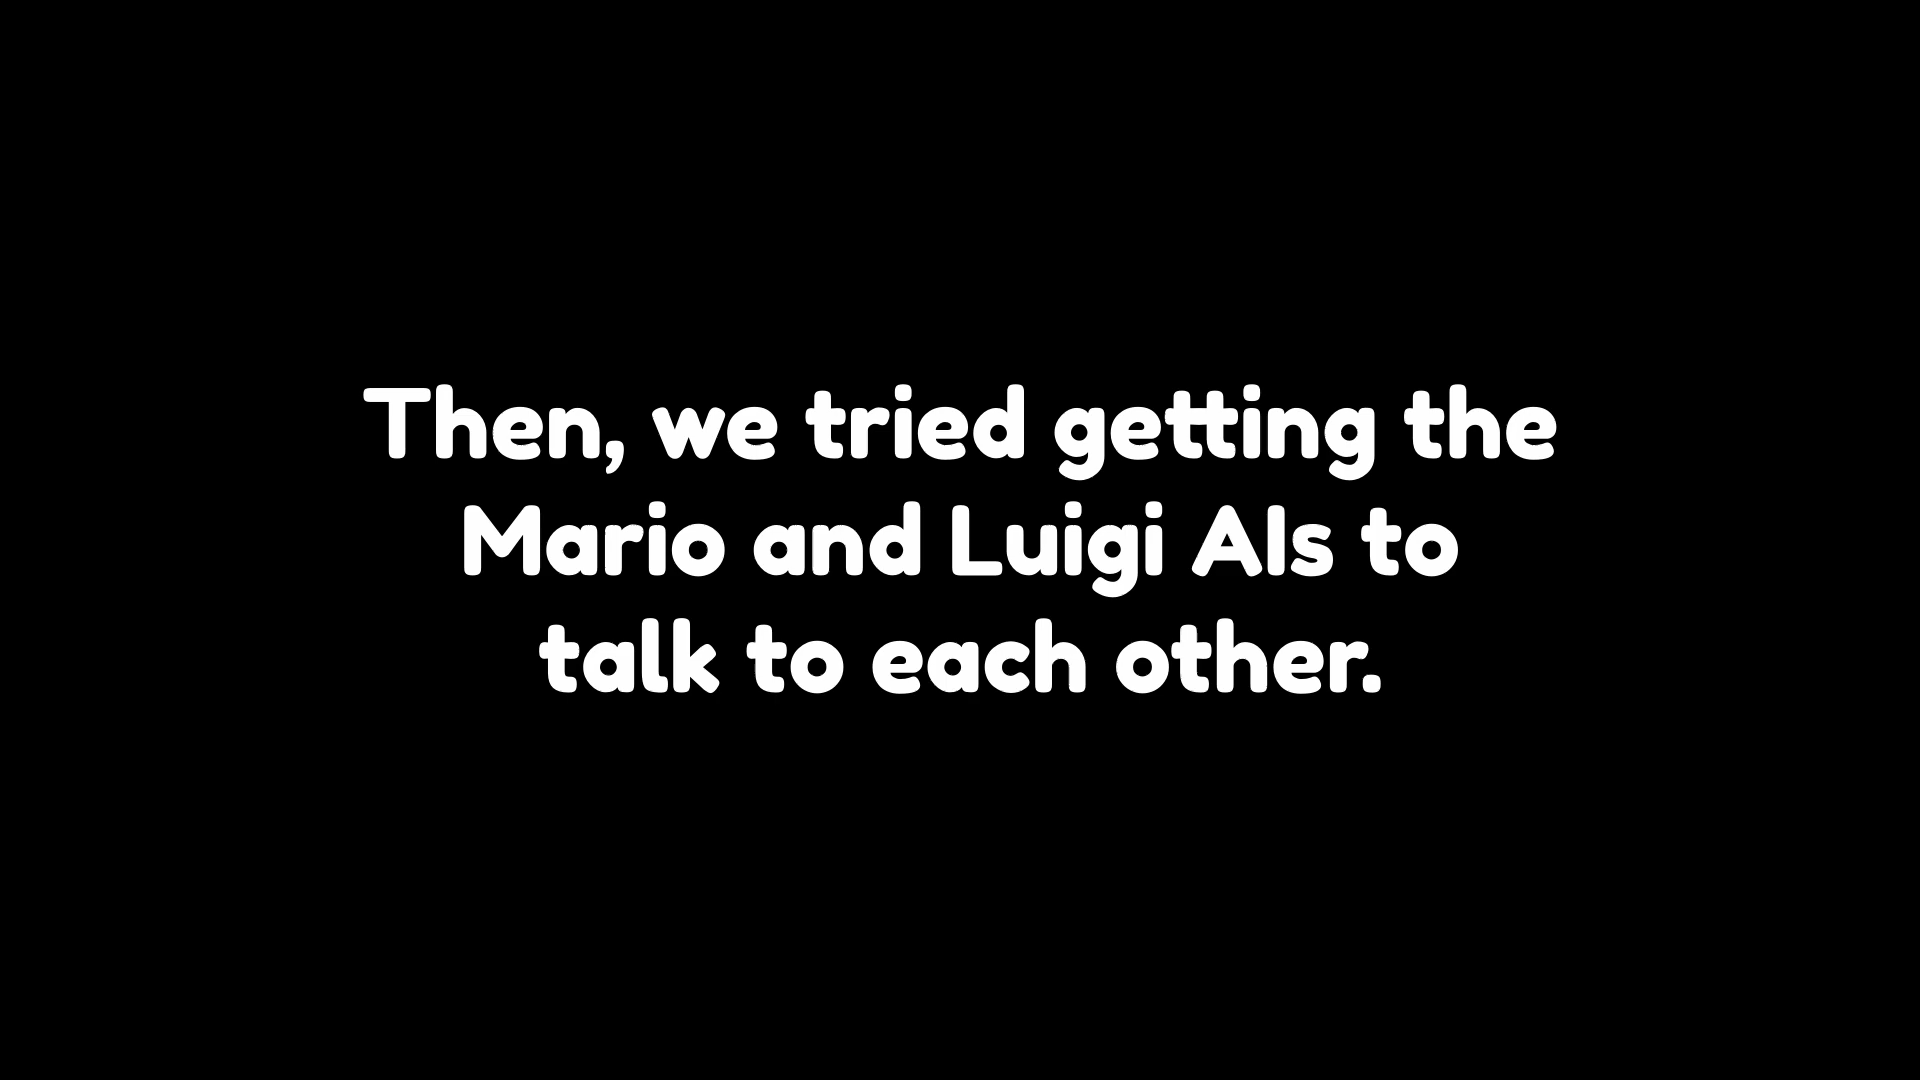 Then, we tried getting the
Mario and Luigi AIs to
talk to each other.